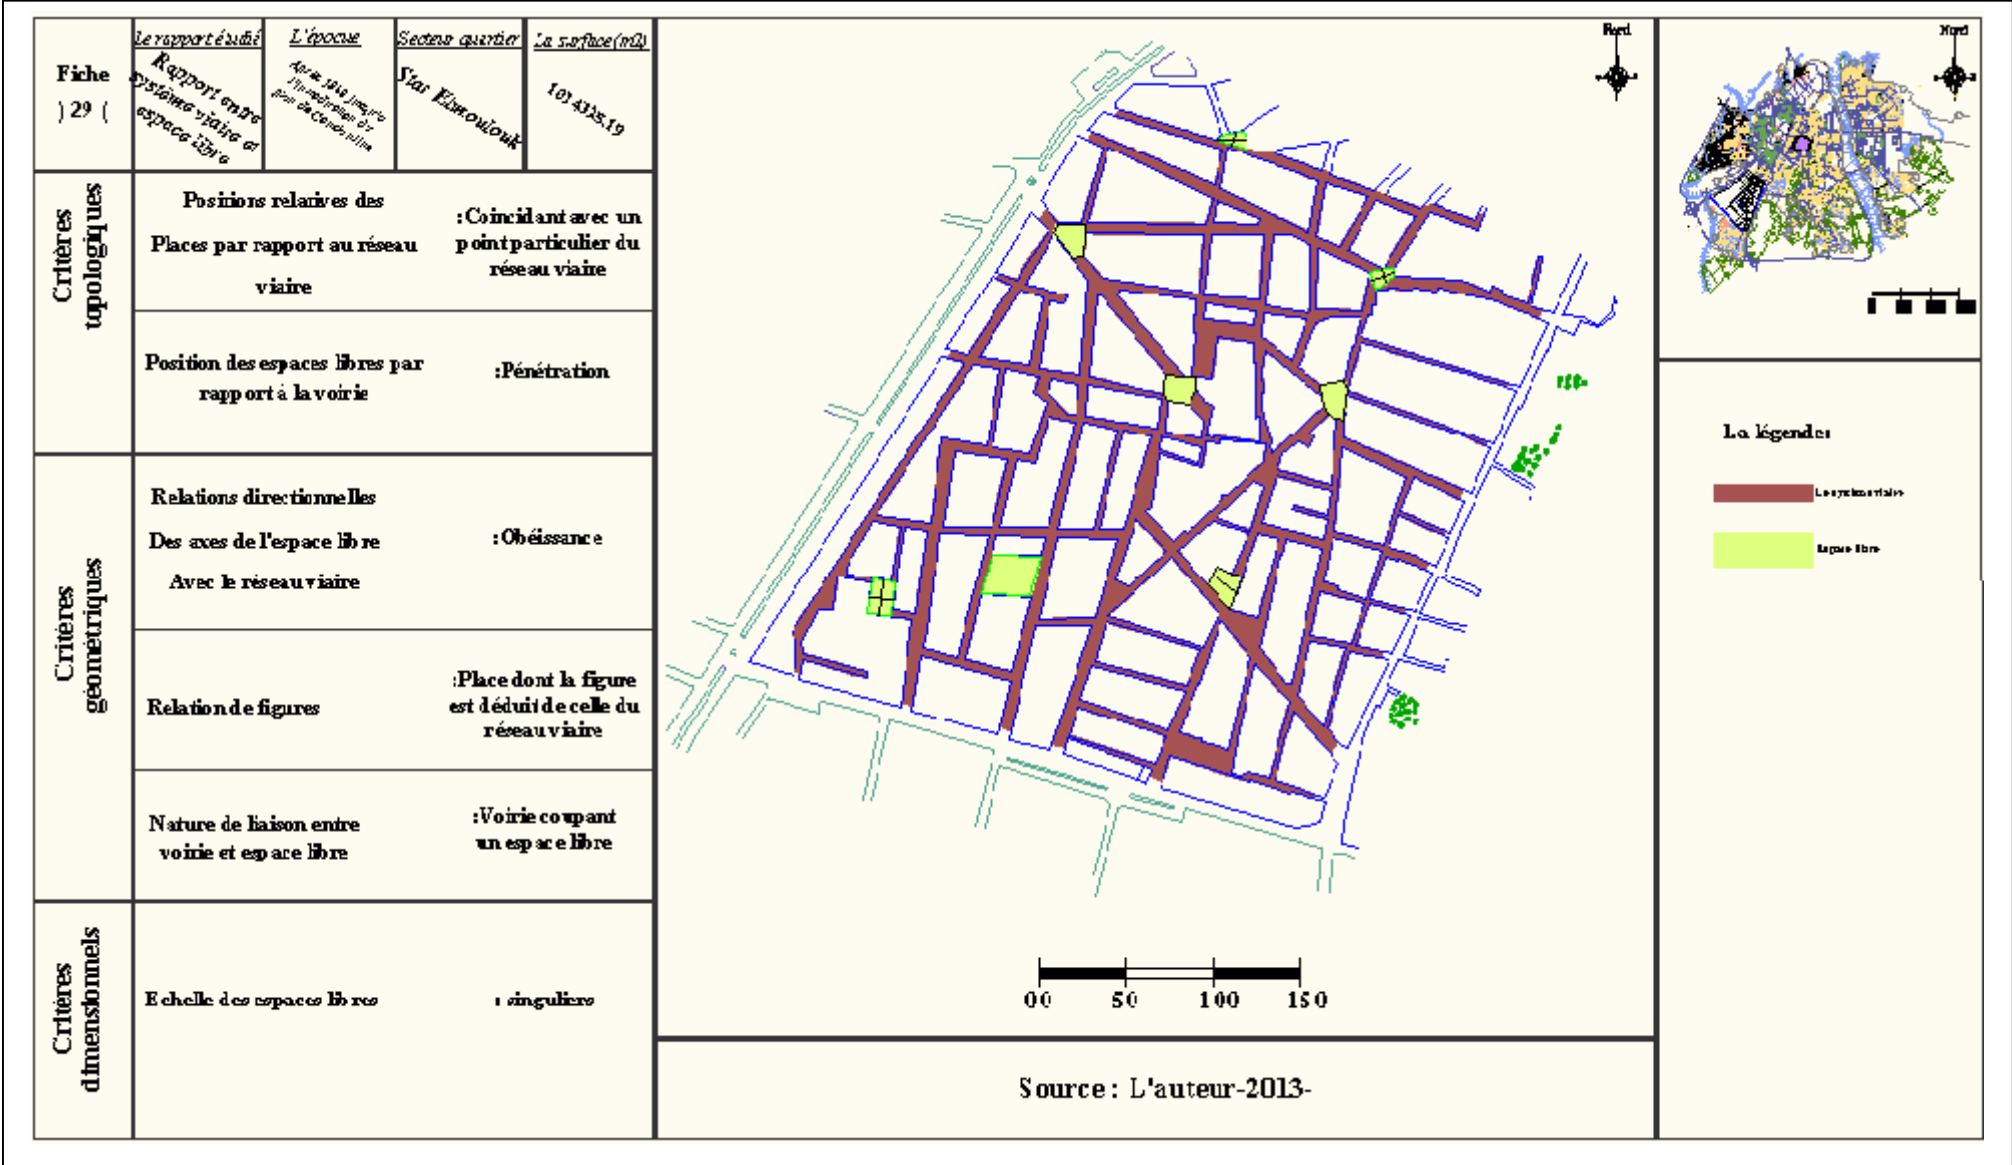 Fiche
) 29 (
Le rapport étudié
Rapport entre
système viaire et
espace libre
L'époque
Secteur quartier
Star Elmoulouk
La surface(m2)
Critères
topologiques
Positions relatives des
Places par rapport au réseau
viaire
:Coincidant avec un
point particulier du
réseau viaire
Position des espaces libres par
rapport à la voirie
:Pénétration
Critères
géométriques
Relations directionnelles
Des axes de l'espace libre
Avec le réseau viaire
:Obéissance
Relation de figures
:Place dont la figure
est déduit de celle du
réseau viaire
Nature de liaison entre
voirie et espace libre
:Voirie coupant
un espace libre
Critères
dimensionnels
Echelle des espaces libres
: singuliers
Nord
00 50 100 150
Source : L'auteur-2013-
Nord
La légende:
Le système viaire
Espace libre